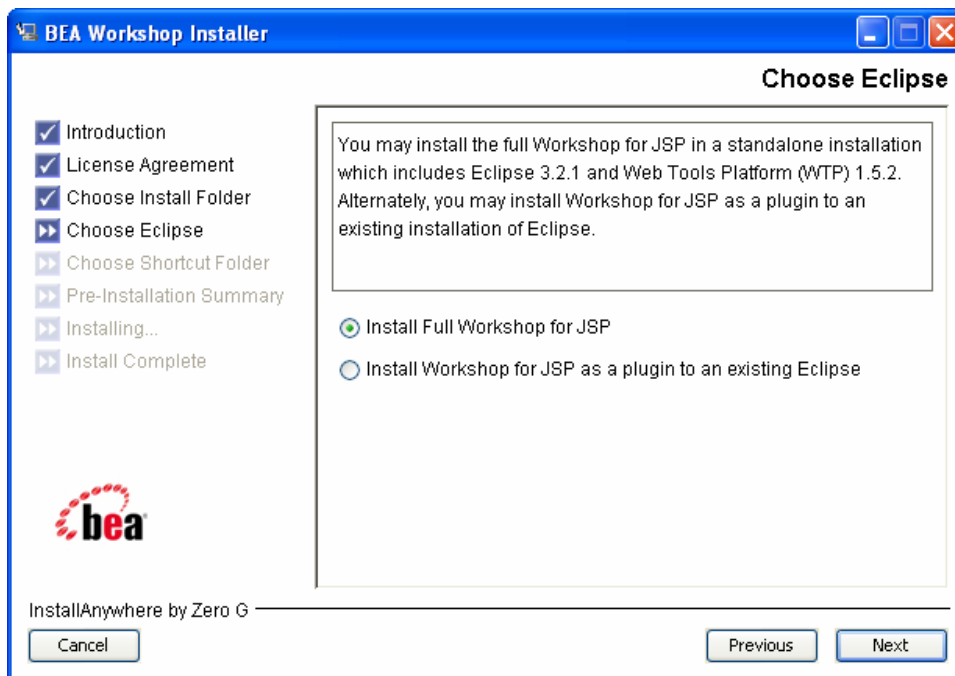 BEA Workshop Installer
Choose Eclipse
Introduction
License Agreement
Choose Install Folder
Choose Eclipse
Choose Shortcut Folder
Pre-Installation Summary
Installing...
Install Complete
You may install the full Workshop for JSP in a standalone installation
which includes Eclipse 3.2.1 and Web Tools Platform (WTP) 1.5.2.
Alternately, you may install Workshop for JSP as a plugin to an
existing installation of Eclipse.
Install Full Workshop for JSP
Install Workshop for JSP as a plugin to an existing Eclipse
bea
InstallAnywhere by Zero G
Cancel
Previous
Next